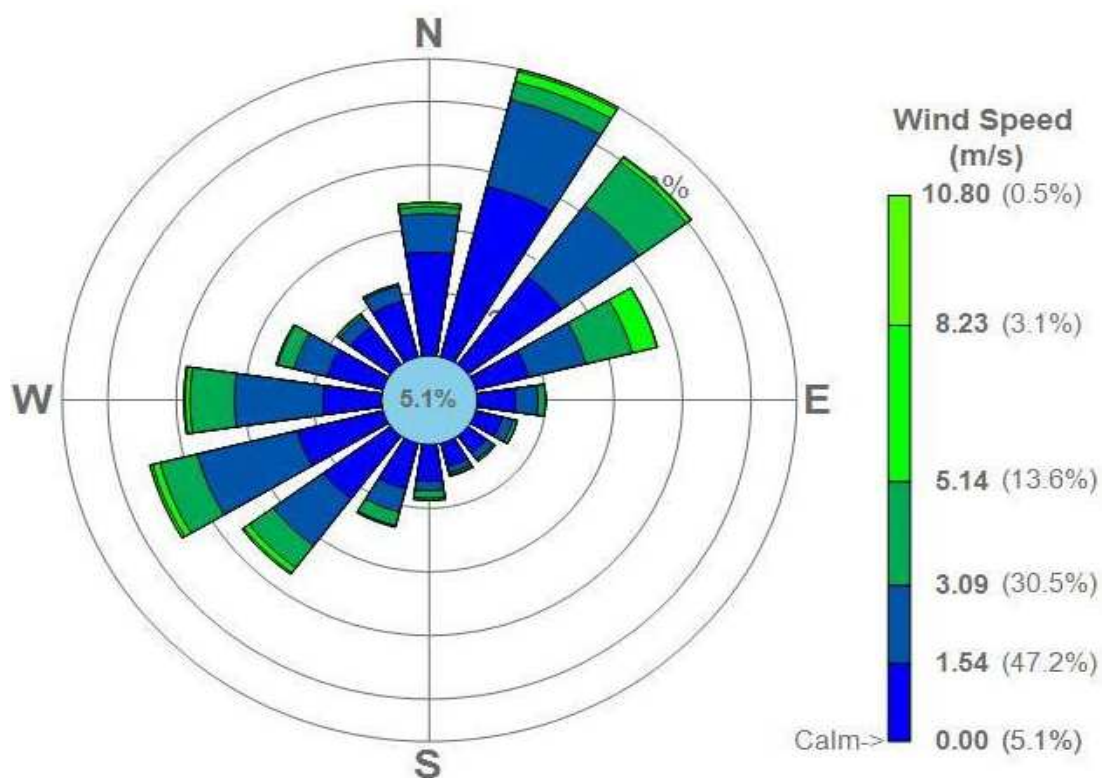 N
W
E
S
5.1%
Wind Speed
(m/s)
10.80 (0.5%)
8.23 (3.1%)
5.14 (13.6%)
3.09 (30.5%)
1.54 (47.2%)
Calm-> 0.00 (5.1%)